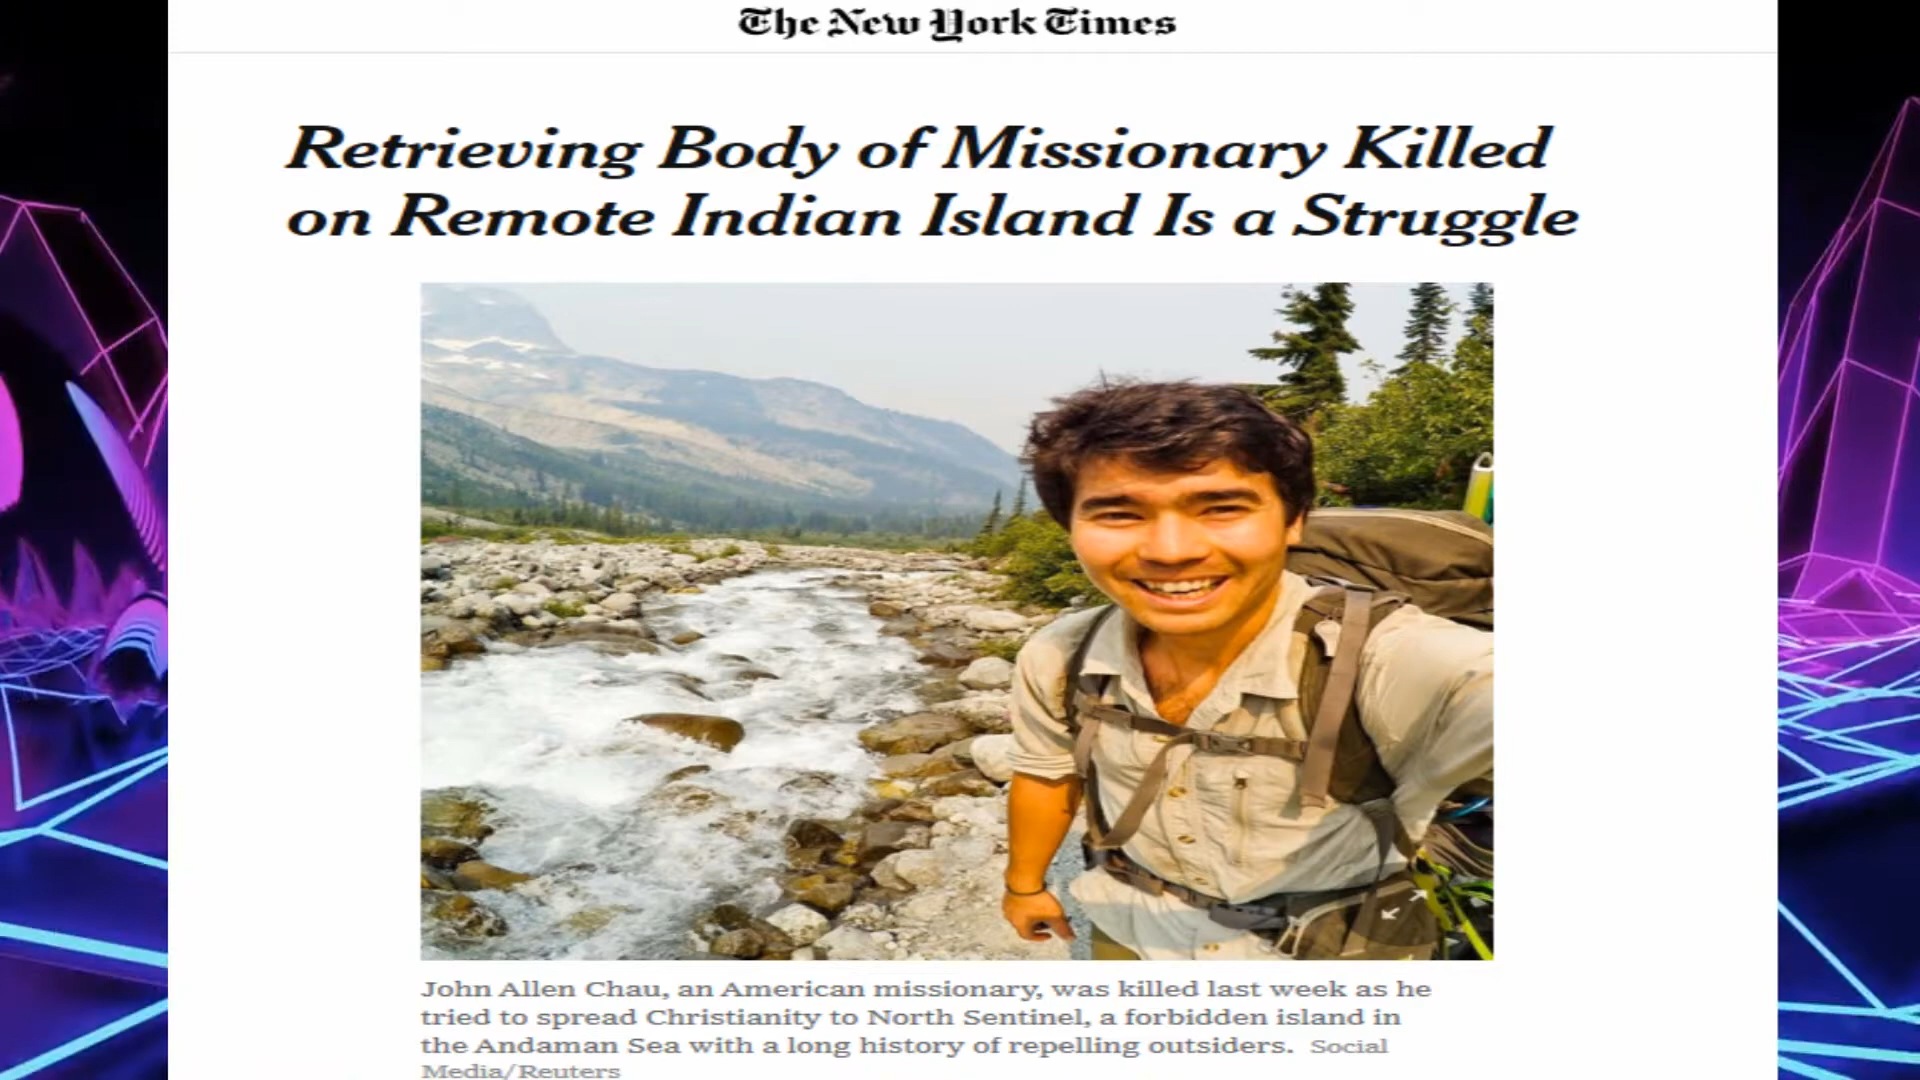 The New York Times
Retrieving Body of Missionary Killed
on Remote Indian Island Is a Struggle
John Allen Chau, an American missionary, was killed last week as he
tried to spread Christianity to North Sentinel, a forbidden island in
the Andaman Sea with a long history of repelling outsiders. Social
Media/Reuters